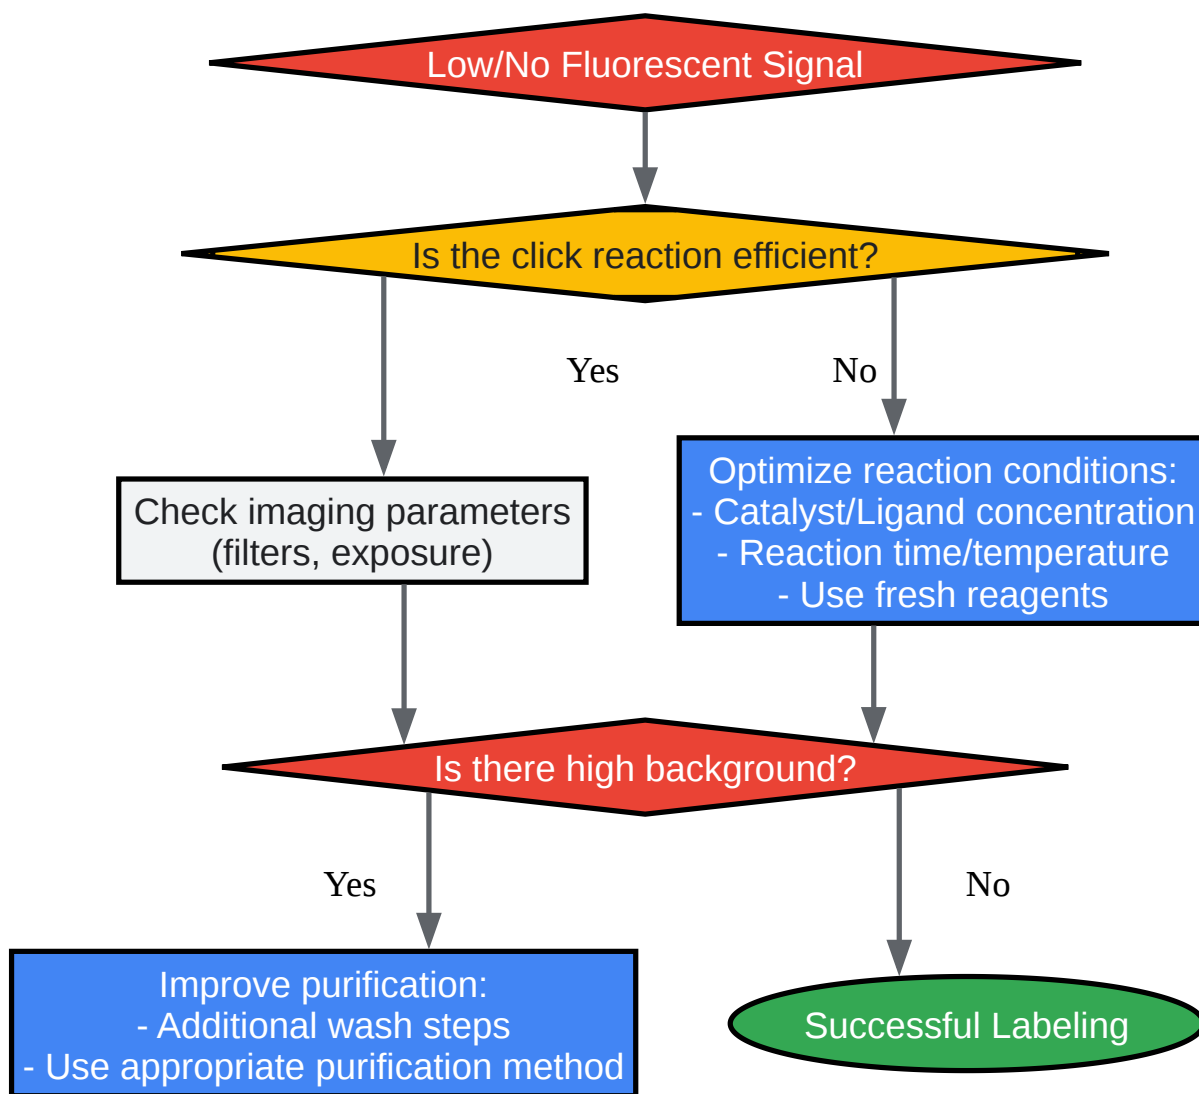 Low/No Fluorescent Signal
Is the click reaction efficient?
Yes
No
Check imaging parameters
(filters, exposure)
Optimize reaction conditions:
- Catalyst/Ligand concentration
- Reaction time/temperature
- Use fresh reagents
Is there high background?
Yes
No
Improve purification:
- Additional wash steps
- Use appropriate purification method
Successful Labeling